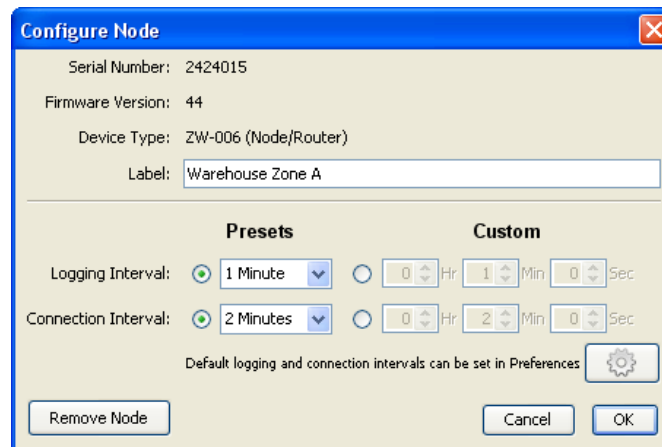 Configure Node
Serial Number: 2424015
Firmware Version: 44
Device Type: ZW-006 (Node/Router)
Label: Warehouse Zone A
Presets Custom
Logging Interval: 1 Minute 0 Hr 1 Min 0 Sec
Connection Interval: 2 Minutes 0 Hr 2 Min 0 Sec
Default logging and connection intervals can be set in Preferences
Remove Node Cancel OK